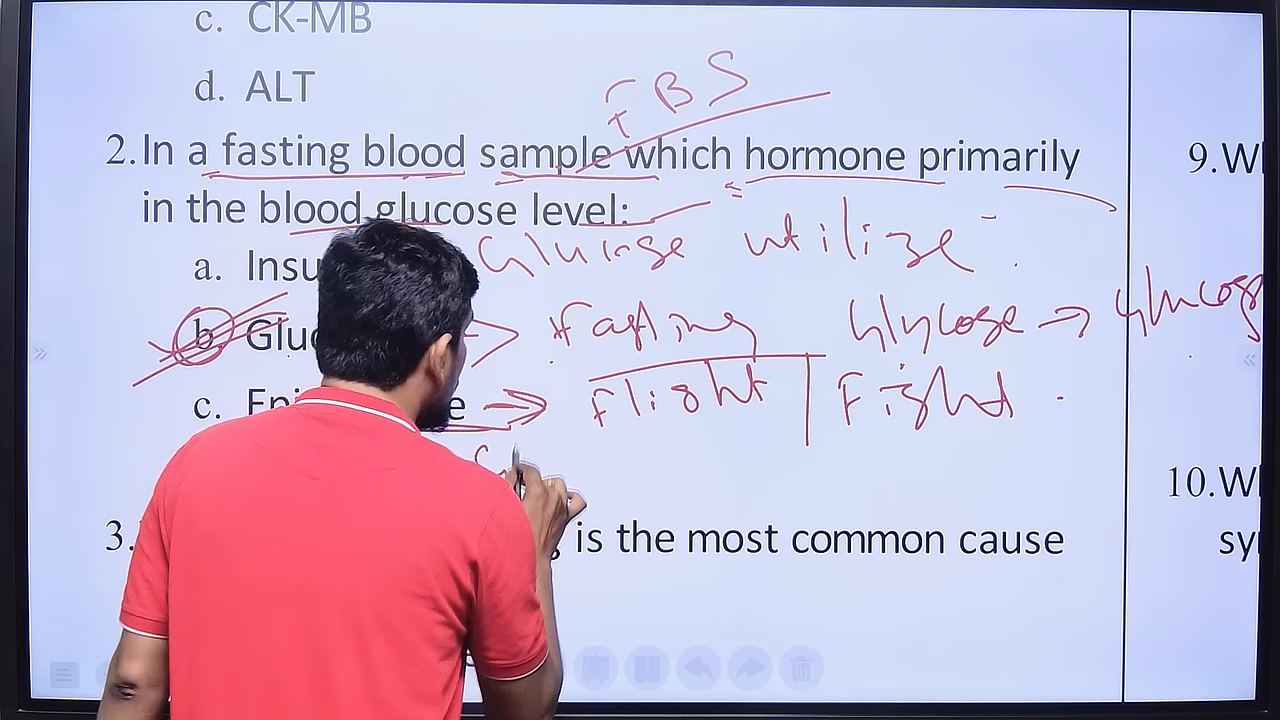 c. CK-MB
d. ALT
FBS
2. In a fasting blood sample which hormone primarily
in the blood glucose level:
a. Insu
Glucose utilize
b. Gluc
Fasting
Glycose → Glucose
c. Epi
e → Flight | Fight
3.
is the most common cause
9. W
10. W
sy